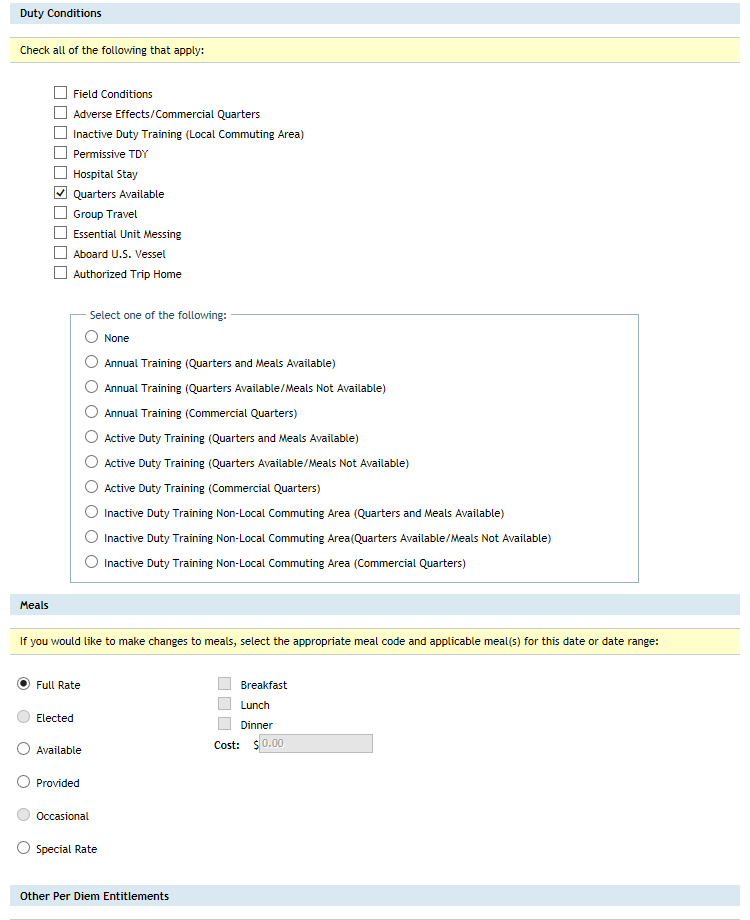 Duty Conditions
Check all of the following that apply:
Field Conditions
Adverse Effects/Commercial Quarters
Inactive Duty Training (Local Commuting Area)
Permissive TDY
Hospital Stay
Quarters Available
Group Travel
Essential Unit Messing
Aboard U.S. Vessel
Authorized Trip Home
Select one of the following:
None
Annual Training (Quarters and Meals Available)
Annual Training (Quarters Available/Meals Not Available)
Annual Training (Commercial Quarters)
Active Duty Training (Quarters and Meals Available)
Active Duty Training (Quarters Available/Meals Not Available)
Active Duty Training (Commercial Quarters)
Inactive Duty Training Non-Local Commuting Area (Quarters and Meals Available)
Inactive Duty Training Non-Local Commuting Area(Quarters Available/Meals Not Available)
Inactive Duty Training Non-Local Commuting Area (Commercial Quarters)
Meals
If you would like to make changes to meals, select the appropriate meal code and applicable meal(s) for this date or date range:
Full Rate
Elected
Available
Provided
Occasional
Special Rate
Breakfast
Lunch
Dinner
Cost: $0.00
Other Per Diem Entitlements